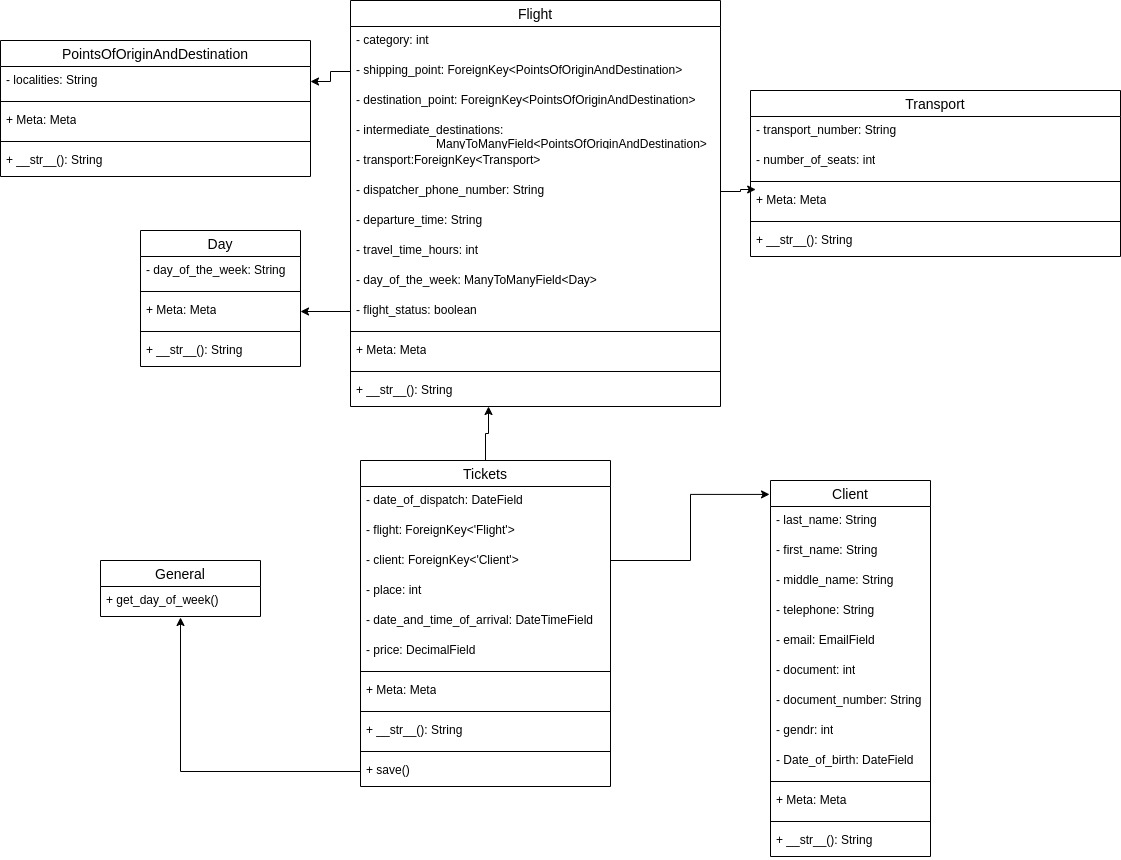 Flight
- category: int
- shipping_point: ForeignKey<PointsOfOriginAndDestination>
- destination_point: ForeignKey<PointsOfOriginAndDestination>
- intermediate_destinations:
ManyToManyField<PointsOfOriginAndDestination>
- transport:ForeignKey<Transport>
- dispatcher_phone_number: String
- departure_time: String
- travel_time_hours: int
- day_of_the_week: ManyToManyField<Day>
- flight_status: boolean
+ Meta: Meta
+ __str__(): String
PointsOfOriginAndDestination
- localities: String
+ Meta: Meta
+ __str__(): String
Transport
- transport_number: String
- number_of_seats: int
+ Meta: Meta
+ __str__(): String
Day
- day_of_the_week: String
+ Meta: Meta
+ __str__(): String
Tickets
- date_of_dispatch: DateField
- flight: ForeignKey<'Flight'>
- client: ForeignKey<'Client'>
- place: int
- date_and_time_of_arrival: DateTimeField
- price: DecimalField
+ Meta: Meta
+ __str__(): String
+ save()
Client
- last_name: String
- first_name: String
- middle_name: String
- telephone: String
- email: EmailField
- document: int
- document_number: String
- gendr: int
- Date_of_birth: DateField
+ Meta: Meta
+ __str__(): String
General
+ get_day_of_week()